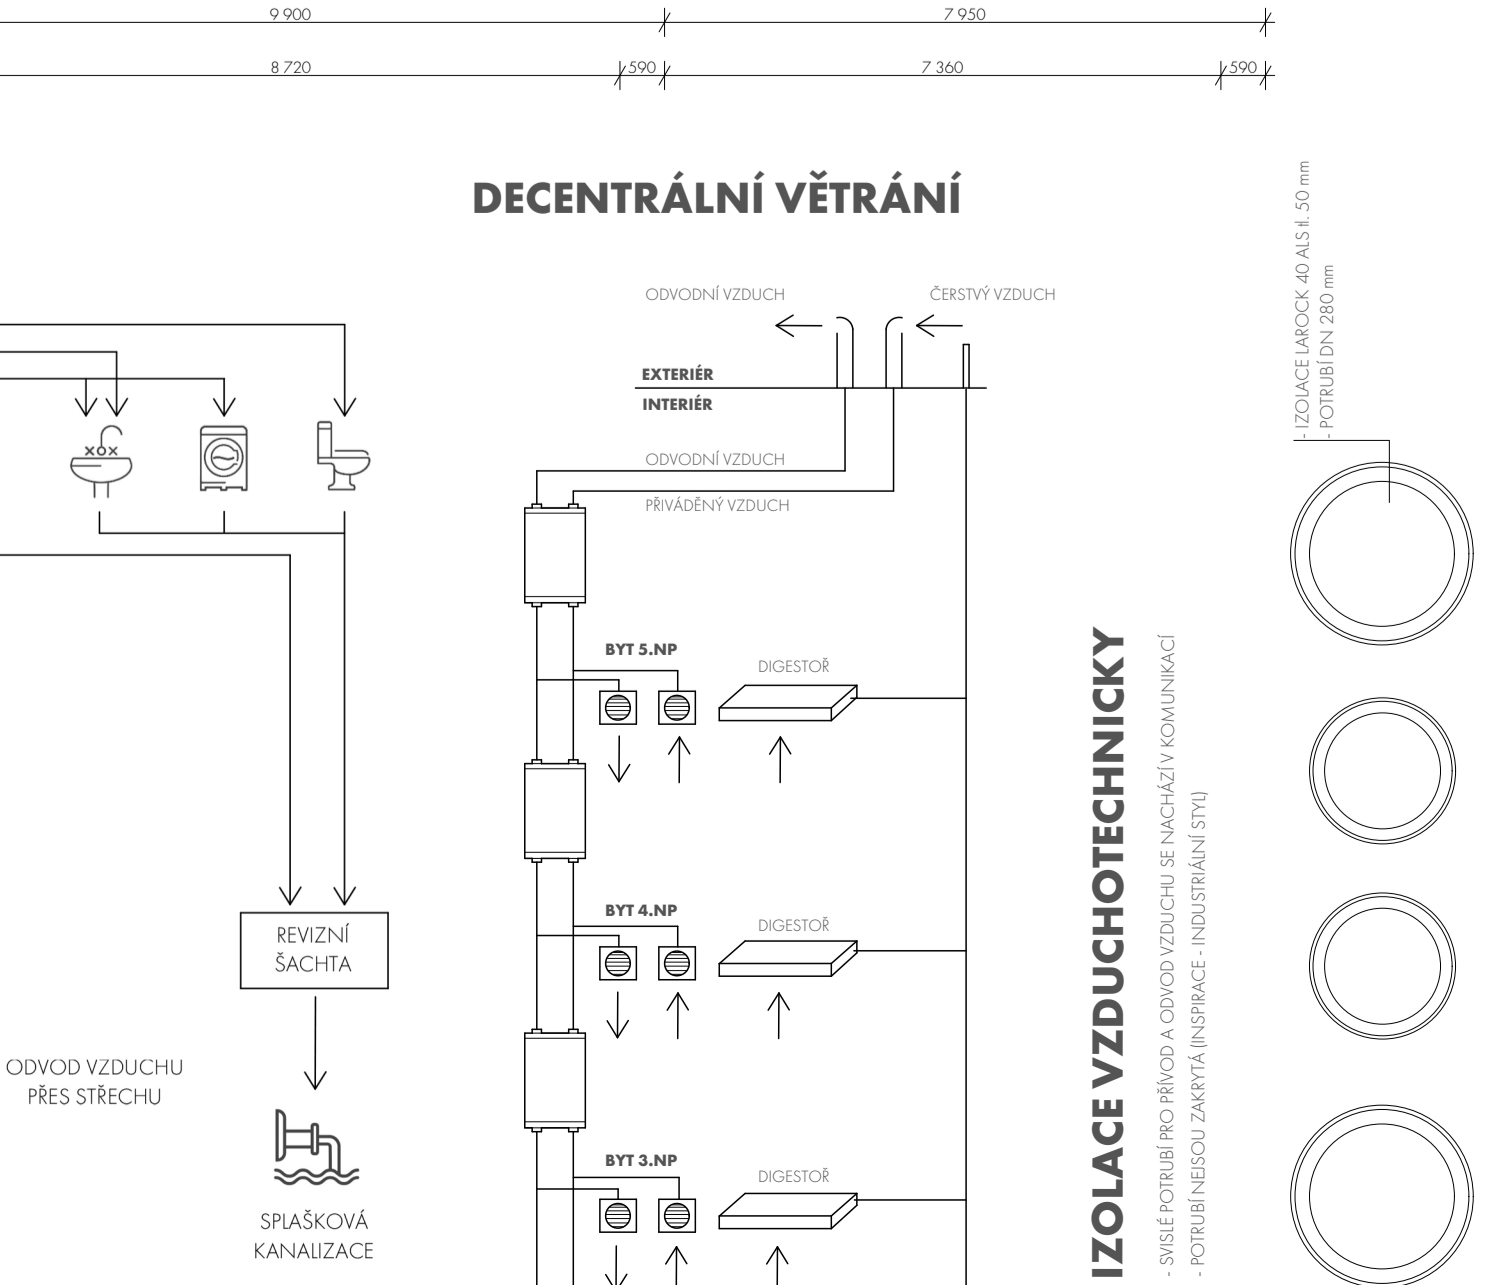 9 900
7 950
8 720
590
7 360
590
DECENTRÁLNÍ VĚTRÁNÍ
ODVODNÍ VZDUCH
ČERSTVÝ VZDUCH
EXTERIÉR
INTERIÉR
ODVODNÍ VZDUCH
PŘIVÁDĚNÝ VZDUCH
BYT 5.NP
DIGESTOŘ
BYT 4.NP
DIGESTOŘ
BYT 3.NP
DIGESTOŘ
REVIZNÍ
ŠACHTA
ODVOD VZDUCHU
PŘES STŘECHU
SPLAŠKOVÁ
KANALIZACE
IZOLACE VZDUCHOTECHNICKY
- SVISLÉ POTRUBÍ PRO PŘÍVOD A ODVOD VZDUCHU SE NACHÁZÍ V KOMUNIKACÍ
- POTRUBÍ NEJSOU ZAKRYTÁ (INSPIRACE - INDUSTRIÁLNÍ STYL)
- IZOLACE LAROCK 40 ALS tl. 50 mm
- POTRUBÍ DN 280 mm